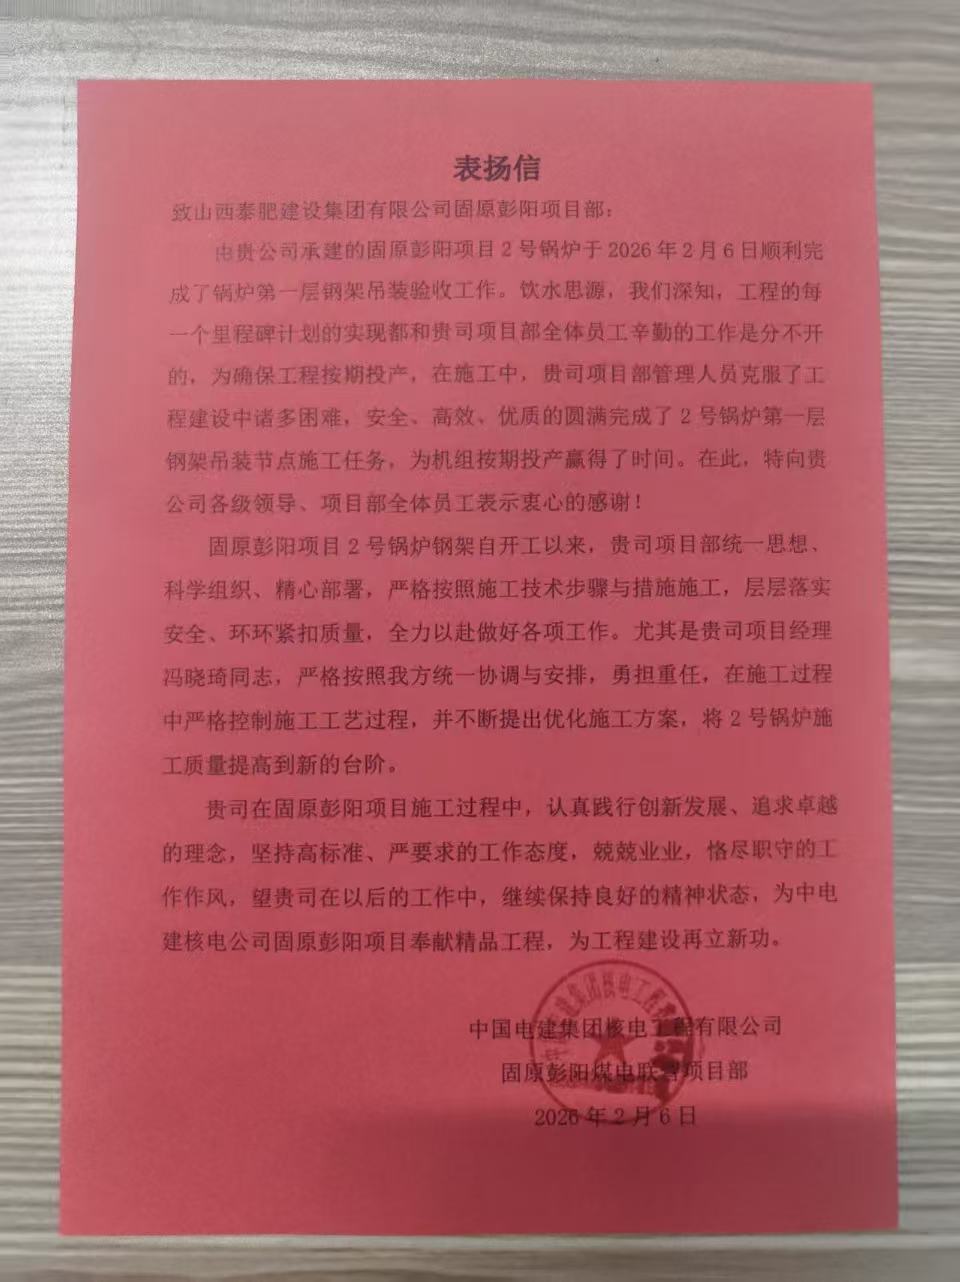 表扬信
致山西泰肥建设集团有限公司固原彭阳项目部：
由贵公司承建的固原彭阳项目2号锅炉于2026年2月6日顺利完
成了锅炉第一层钢架吊装验收工作。饮水思源，我们深知，工程的每
一个里程碑计划的实现都和贵司项目部全体员工辛勤的工作是分不开
的，为确保工程按期投产，在施工中，贵司项目部管理人员克服了工
程建设中诸多困难，安全、高效、优质的圆满完成了2号锅炉第一层
钢架吊装节点施工任务，为机组按期投产赢得了时间。在此，特向贵
公司各级领导、项目部全体员工表示衷心的感谢！
固原彭阳项目2号锅炉钢架自开工以来，贵司项目部统一思想、
科学组织、精心部署，严格按照施工技术步骤与措施施工，层层落实
安全、环环紧扣质量，全力以赴做好各项工作。尤其是贵司项目经理
冯晓琦同志，严格按照我方统一协调与安排，勇担重任，在施工过程
中严格控制施工工艺过程，并不断提出优化施工方案，将2号锅炉施
工质量提高到新的台阶。
贵司在固原彭阳项目施工过程中，认真践行创新发展、追求卓越
的理念，坚持高标准、严要求的工作态度，兢兢业业，恪尽职守的工
作作风，望贵司在以后的工作中，继续保持良好的精神状态，为中电
建核电公司固原彭阳项目奉献精品工程，为工程建设再立新功。
中国电建集团核电工程有限公司
固原彭阳煤电联营项目部
2026年2月6日